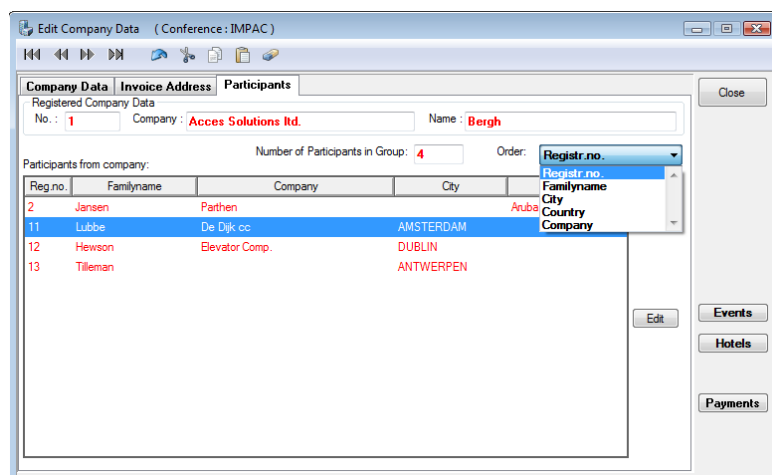 Edit Company Data ( Conference : IMPAC )
Company Data Invoice Address Participants
Close
Registered Company Data
No. : 1 Company : Acces Solutions ltd. Name : Bergh
Number of Participants in Group: 4 Order: Registr.no.
Participants from company:
Registr.no.
Familyname
City
Country
Company
Reg.no. Familyname Company City
2 Jansen Parthen Aruba
11 Lubbe De Dijk cc AMSTERDAM
12 Hewson Elevator Comp. DUBLIN
13 Tilleman ANTWERPEN
Edit
Events
Hotels
Payments